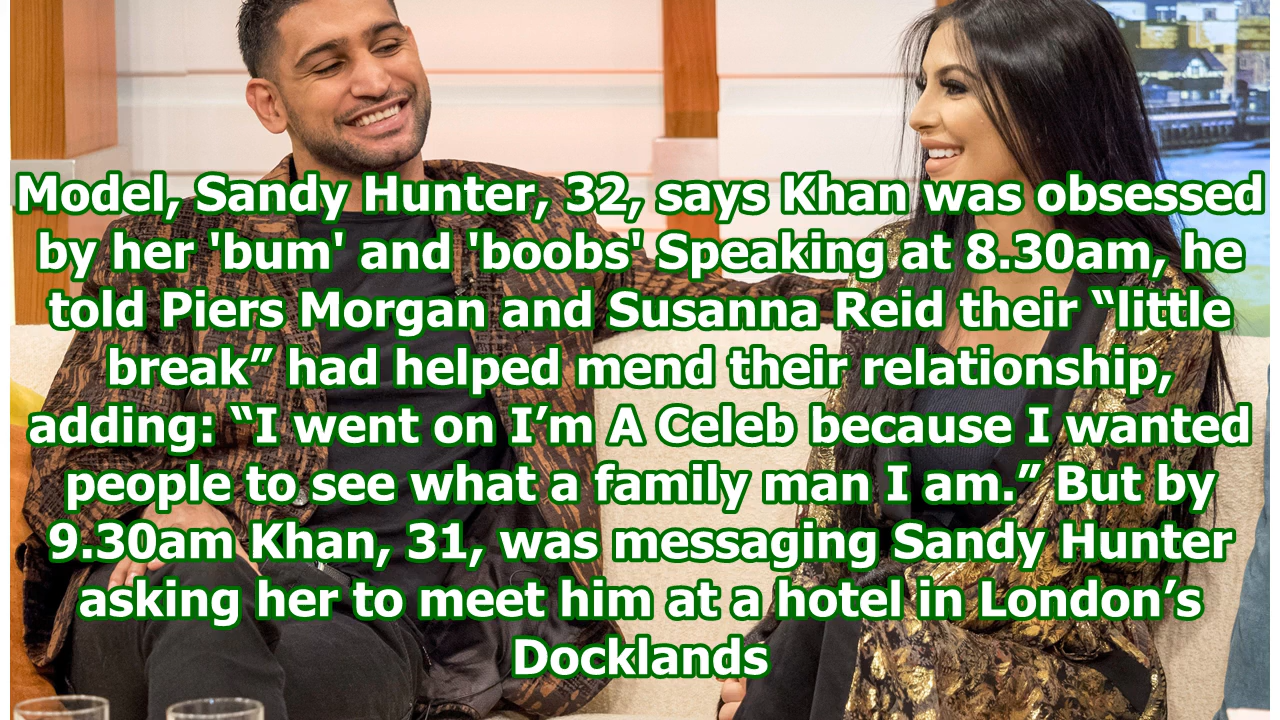 Model, Sandy Hunter, 32, says Khan was obsessed
by her 'bum' and 'boobs' Speaking at 8.30am, he
told Piers Morgan and Susanna Reid their “little
break” had helped mend their relationship,
adding: “I went on I’m A Celeb because I wanted
people to see what a family man I am.” But by
9.30am Khan, 31, was messaging Sandy Hunter
asking her to meet him at a hotel in London’s
Docklands